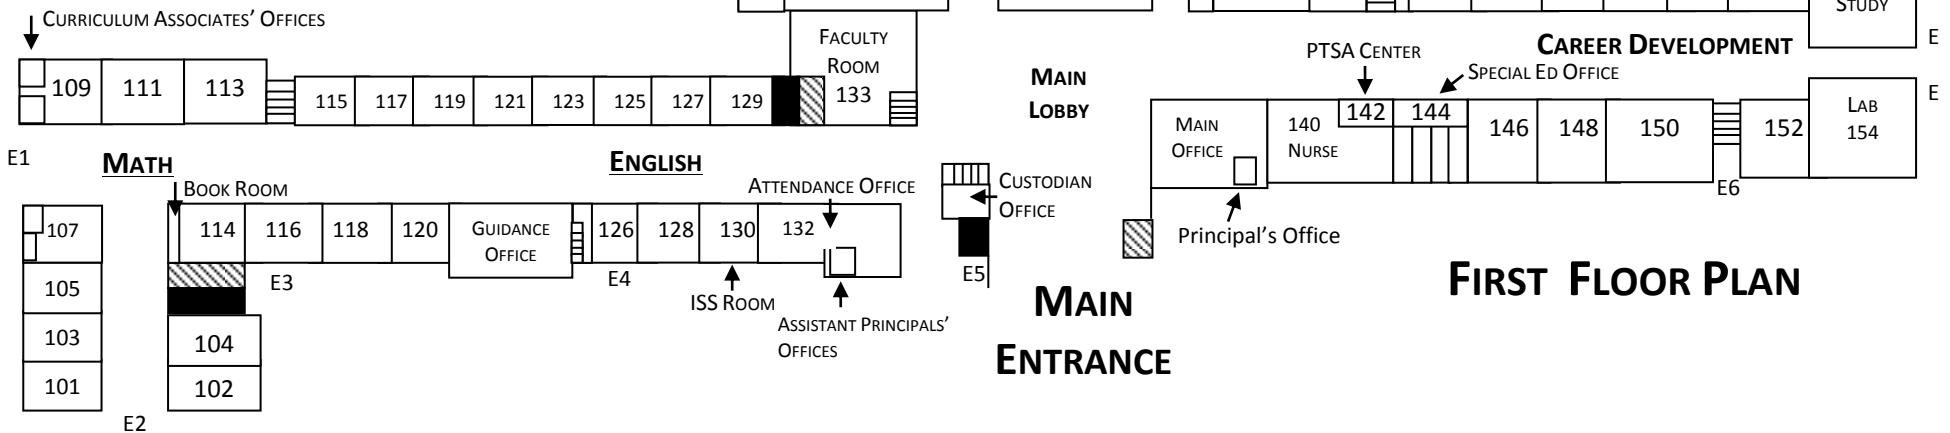 CURRICULUM ASSOCIATES' OFFICES
109
111
113
115
117
119
121
123
125
127
129
FACULTY
ROOM
133
MAIN
LOBBY
STUDY
E
CAREER DEVELOPMENT
PTSA CENTER
SPECIAL ED OFFICE
MAIN
OFFICE
140
NURSE
142
144
146
148
150
152
LAB
154
E
E1
MATH
ENGLISH
BOOK ROOM
ATTENDANCE OFFICE
CUSTODIAN
OFFICE
E6
107
105
103
101
114
116
118
120
GUIDANCE
OFFICE
126
128
130
132
Principal's Office
E3
E4
E5
ISS ROOM
ASSISTANT PRINCIPALS'
OFFICES
104
102
E2
MAIN
ENTRANCE
FIRST FLOOR PLAN